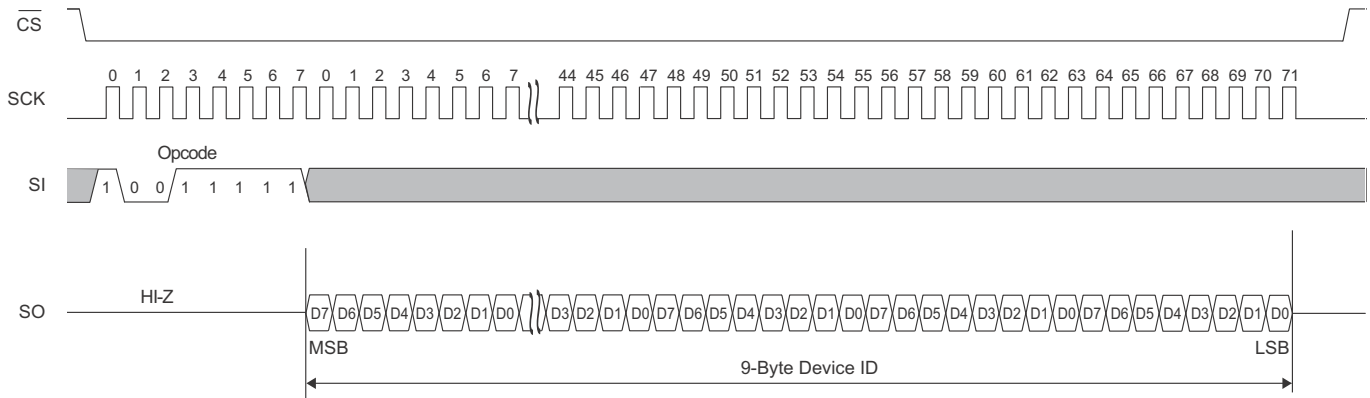 CS
0 1 2 3 4 5 6 7 0 1 2 3 4 5 6 7 44 45 46 47 48 49 50 51 52 53 54 55 56 57 58 59 60 61 62 63 64 65 66 67 68 69 70 71
SCK
Opcode
SI 1 0 0 1 1 1 1 1
HI-Z
SO D7 D6 D5 D4 D3 D2 D1 D0 D3 D2 D1 D0 D7 D6 D5 D4 D3 D2 D1 D0 D7 D6 D5 D4 D3 D2 D1 D0 D7 D6 D5 D4 D3 D2 D1 D0
MSB LSB
9-Byte Device ID